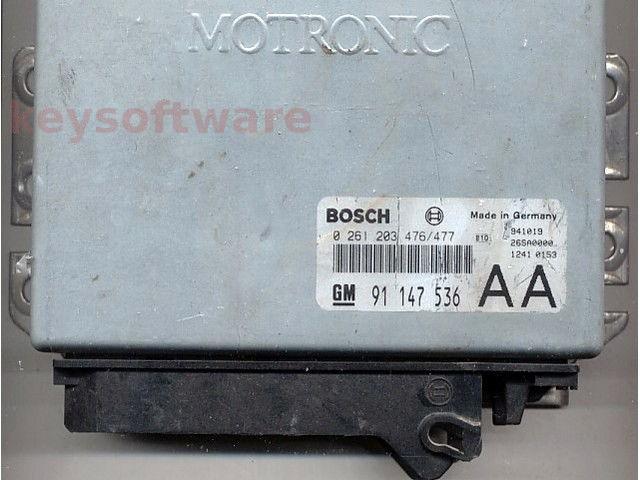 MOTRONIC
keysoftware
BOSCH Made in Germany
0 261 203 476/477 B10 941019
26SA0000
1241 0153
GM 91 147 536 AA